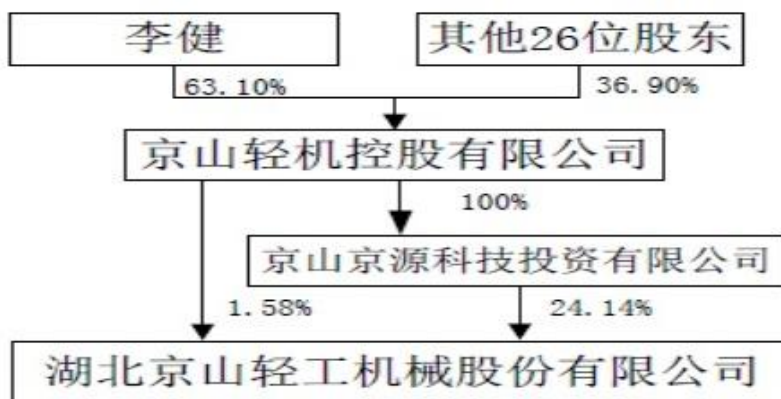 李健
其他26位股东
63.10%
36.90%
京山轻机控股有限公司
100%
京山京源科技投资有限公司
1.58%
24.14%
湖北京山轻工机械股份有限公司